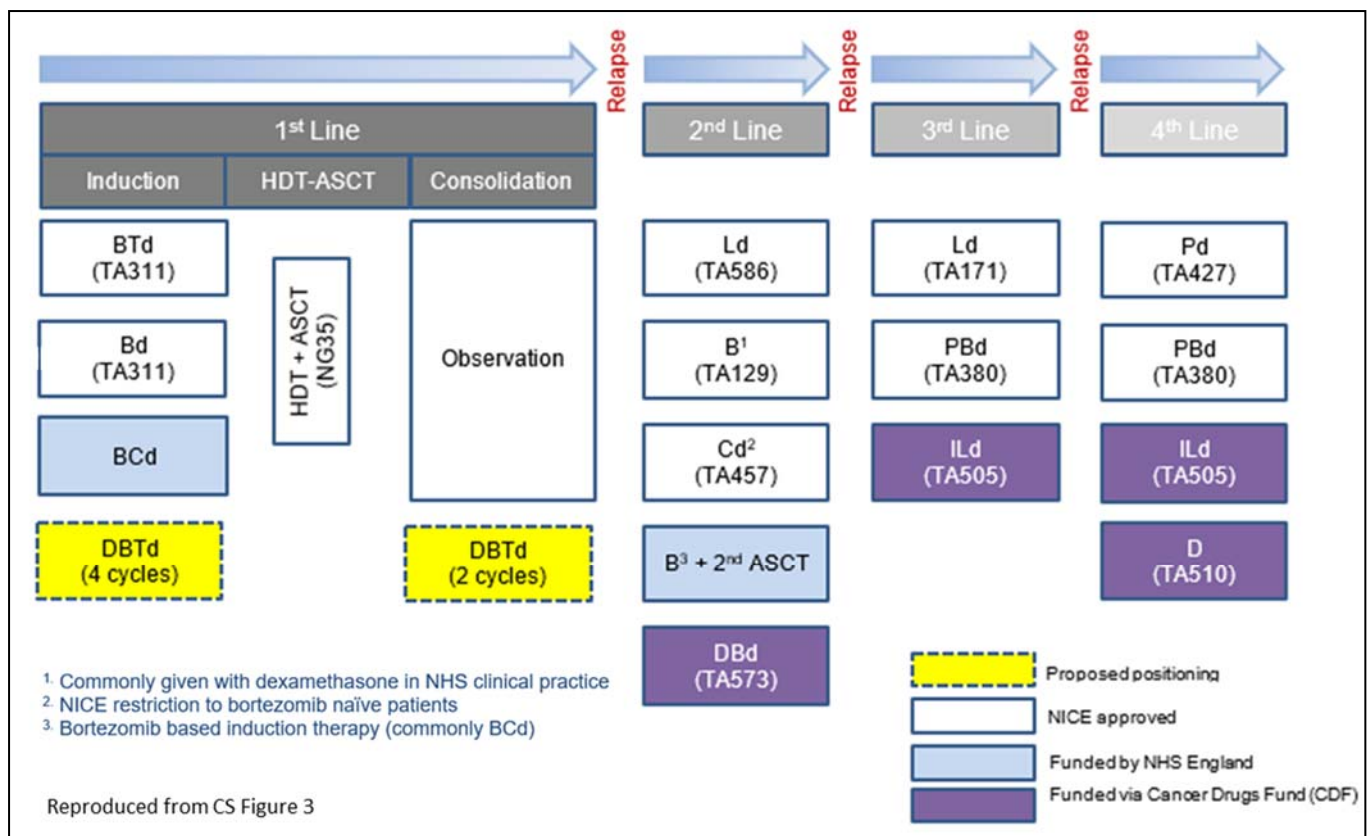 Relapse
Relapse
Relapse
1st Line
2nd Line
3rd Line
4th Line
Induction
HDT-ASCT
Consolidation
BTd
(TA311)
Bd
(TA311)
BCd
DBTd
(4 cycles)
HDT + ASCT
(NG35)
Observation
DBTd
(2 cycles)
Ld
(TA586)
B¹
(TA129)
Cd²
(TA457)
B³ + 2nd ASCT
DBd
(TA573)
Ld
(TA171)
PBd
(TA380)
ILd
(TA505)
Pd
(TA427)
PBd
(TA380)
ILd
(TA505)
D
(TA510)
1. Commonly given with dexamethasone in NHS clinical practice
2. NICE restriction to bortezomib naïve patients
3. Bortezomib based induction therapy (commonly BCd)
Proposed positioning
NICE approved
Funded by NHS England
Funded via Cancer Drugs Fund (CDF)
Reproduced from CS Figure 3